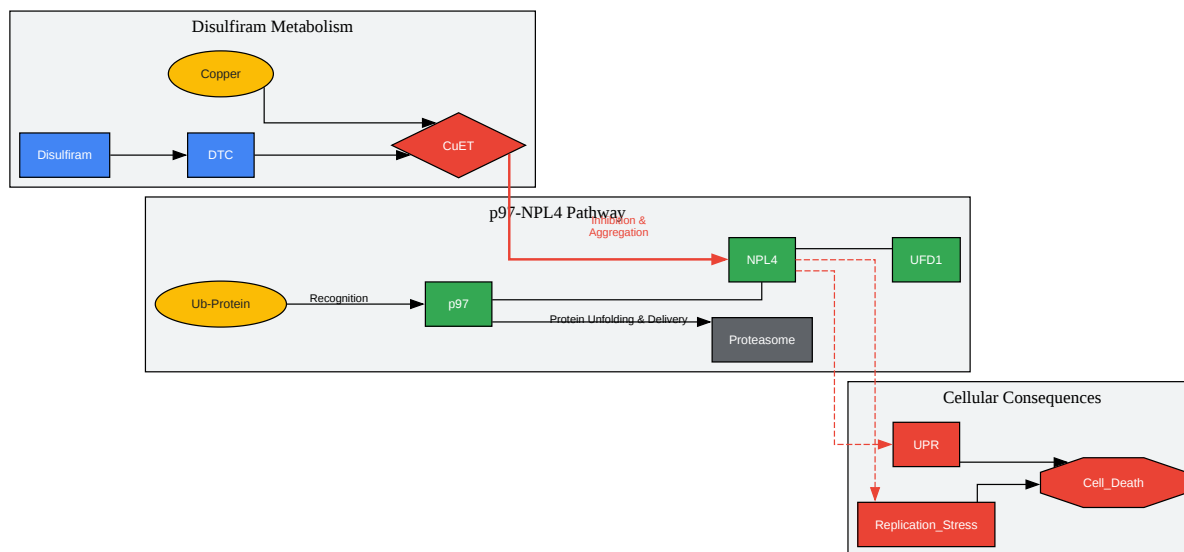 Disulfiram Metabolism
Copper
Disulfiram
DTC
CuET
p97-NPL4 Pathway
Inhibition &
Aggregation
NPL4
UFD1
Ub-Protein
Recognition
p97
Protein Unfolding & Delivery
Proteasome
Cellular Consequences
UPR
Cell_Death
Replication_Stress